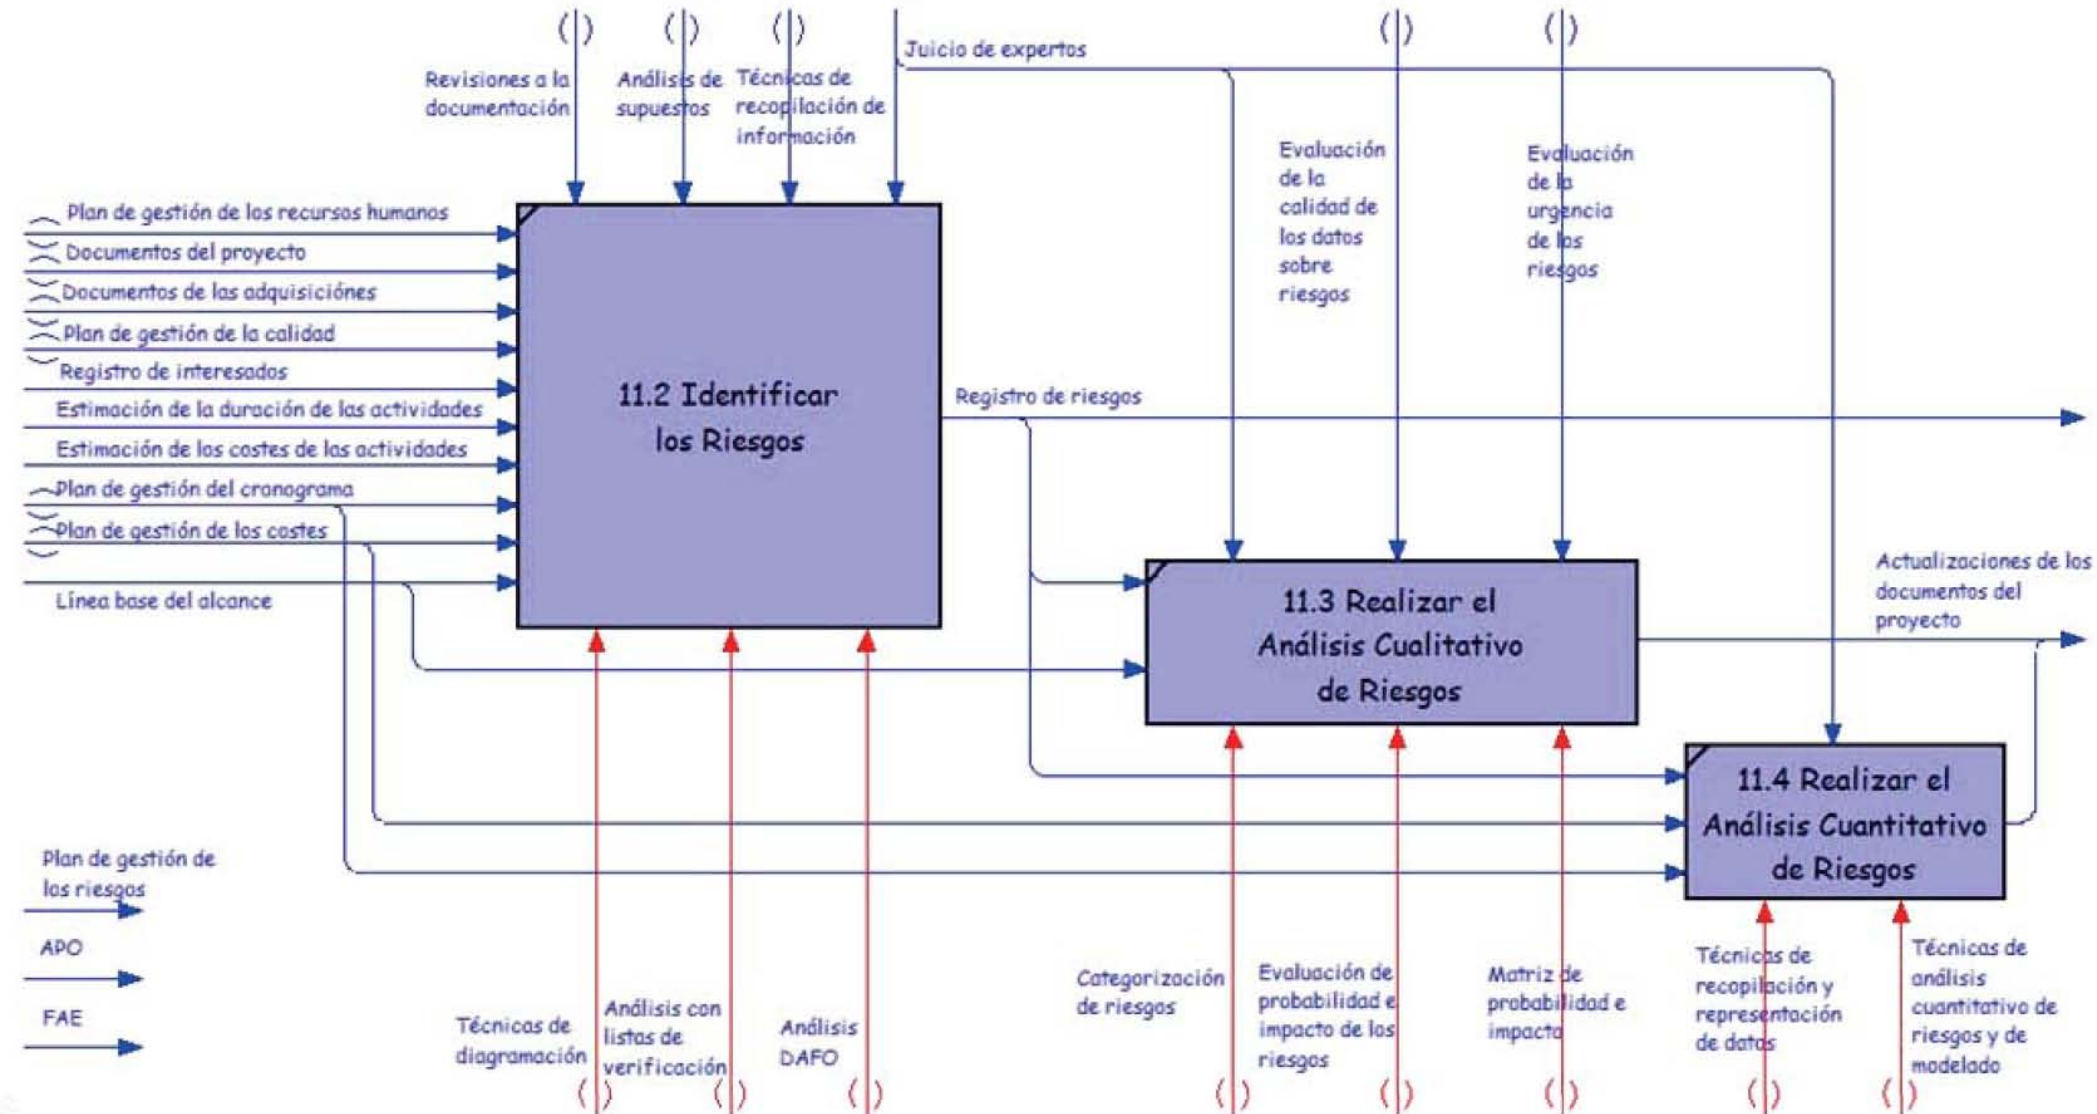 Juicio de expertos
Revisiones a la
documentación
Análisis de
supuestos
Técnicas de
recopilación de
información
Evaluación
de la
calidad de
los datos
sobre
riesgos
Evaluación
de la
urgencia
de los
riesgos
Plan de gestión de los recursos humanos
Documentos del proyecto
Documentos de las adquisiciónes
Plan de gestión de la calidad
Registro de interesados
Estimación de la duración de las actividades
Estimación de los costes de las actividades
Plan de gestión del cronograma
Plan de gestión de los costes
Línea base del alcance
11.2 Identificar
los Riesgos
Registro de riesgos
11.3 Realizar el
Análisis Cualitativo
de Riesgos
Actualizaciones de los
documentos del
proyecto
11.4 Realizar el
Análisis Cuantitativo
de Riesgos
Plan de gestión de
los riesgos
APO
FAE
Técnicas de
diagramación
Análisis con
listas de
verificación
Análisis
DAFO
Categorización
de riesgos
Evaluación de
probabilidad e
impacto de los
riesgos
Matriz de
probabilidad e
impacto
Técnicas de
recopilación y
representación
de datos
Técnicas de
análisis
cuantitativo de
riesgos y de
modelado